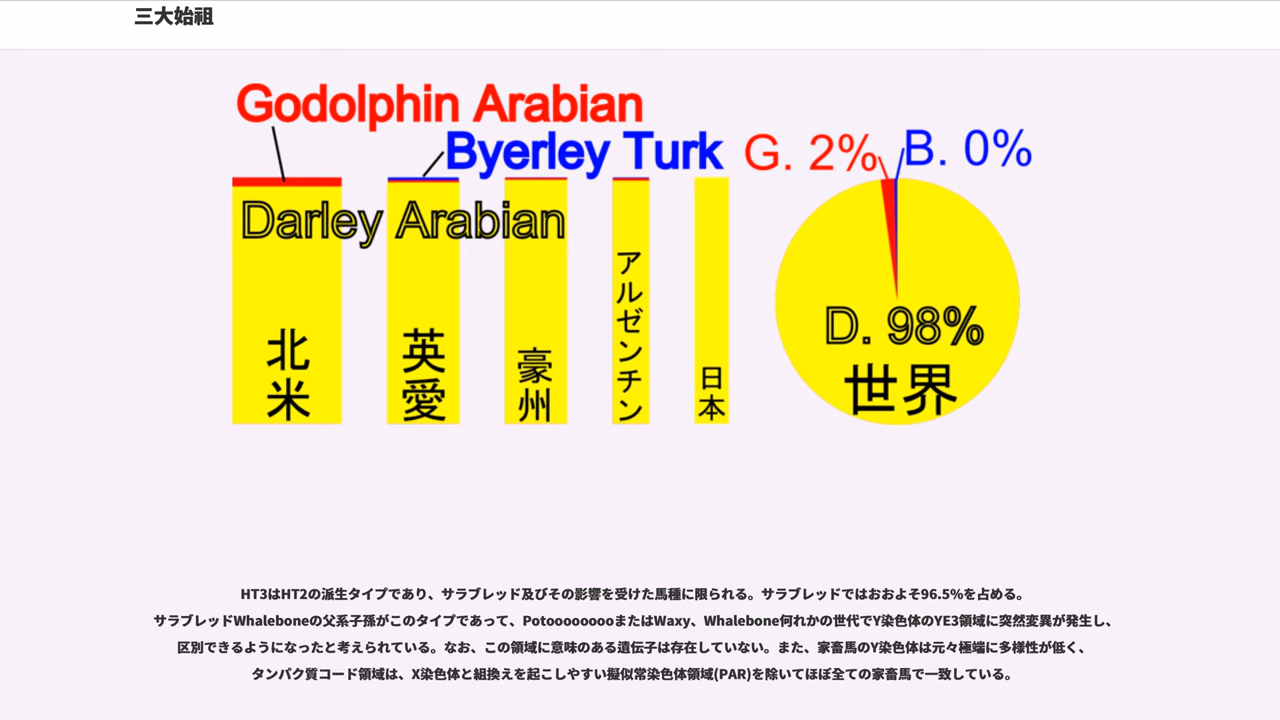 三大始祖
Godolphin Arabian
Byerley Turk
G. 2%
B. 0%
Darley Arabian
北米
英愛
豪州
アルゼンチン
日本
D. 98%
世界
HT3はHT2の派生タイプであり、サラブレッド及びその影響を受けた馬種に限られる。サラブレッドではおおよそ96.5%を占める。
サラブレッドWhaleboneの父系子孫がこのタイプであって、PotooooooooまたはWaxy、Whalebone何れかの世代でY染色体のYE3領域に突然変異が発生し、
区別できるようになったと考えられている。なお、この領域に意味のある遺伝子は存在していない。また、家畜馬のY染色体は元々極端に多様性が低く、
タンパク質コード領域は、X染色体と組換えを起こしやすい擬似常染色体領域(PAR)を除いてほぼ全ての家畜馬で一致している。